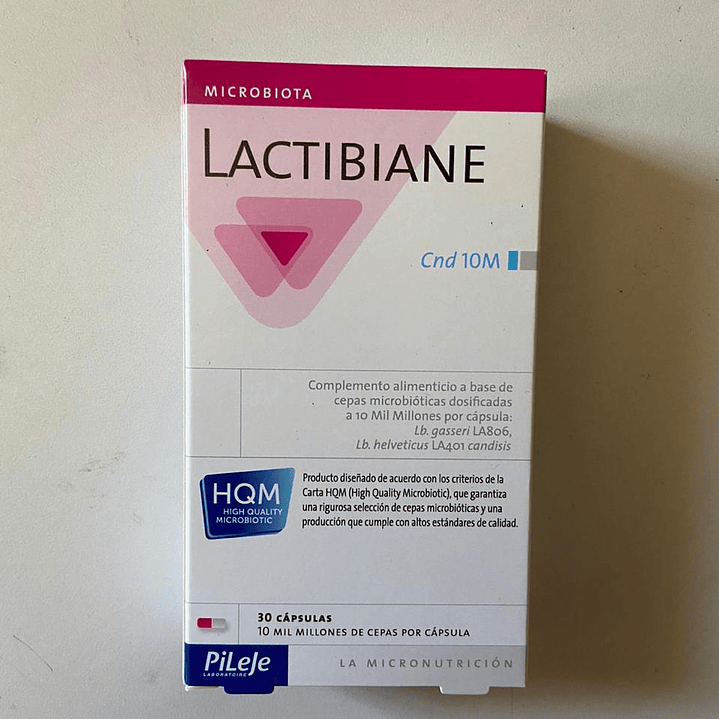 MICROBIOTA
LACTIBIANE
Cnd 10M
Complemento alimenticio a base de
cepas microbióticas dosificadas
a 10 Mil Millones por cápsula:
Lb. gasseri LA806,
Lb. helveticus LA401 candisis
HQM
HIGH QUALITY
MICROBIOTIC
Producto diseñado de acuerdo con los criterios de la
Carta HQM (High Quality Microbiotic), que garantiza
una rigurosa selección de cepas microbióticas y una
producción que cumple con altos estándares de calidad.
30 CÁPSULAS
10 MIL MILLONES DE CEPAS POR CÁPSULA
PiLeJe
LABORATOIRE
LA MICRONUTRICIÓN